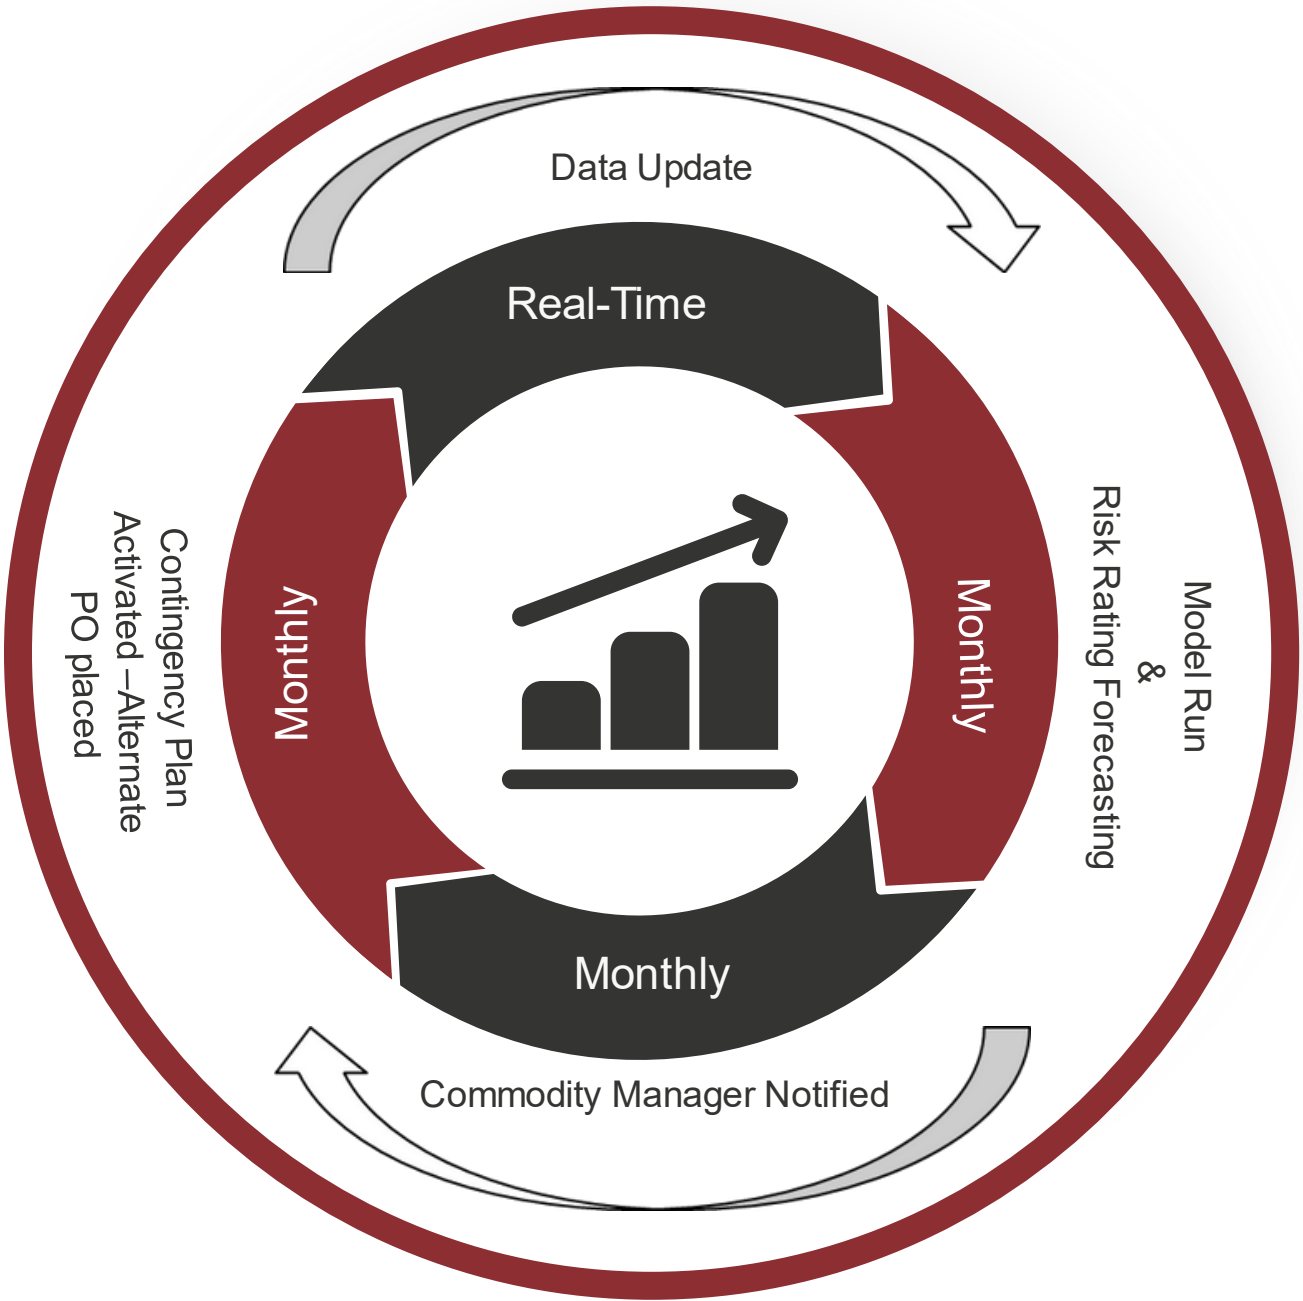 Data Update
Real-Time
Monthly
Model Run
&
Risk Rating Forecasting
Monthly
Commodity Manager Notified
Monthly
Contingency Plan
Activated –Alternate
PO placed